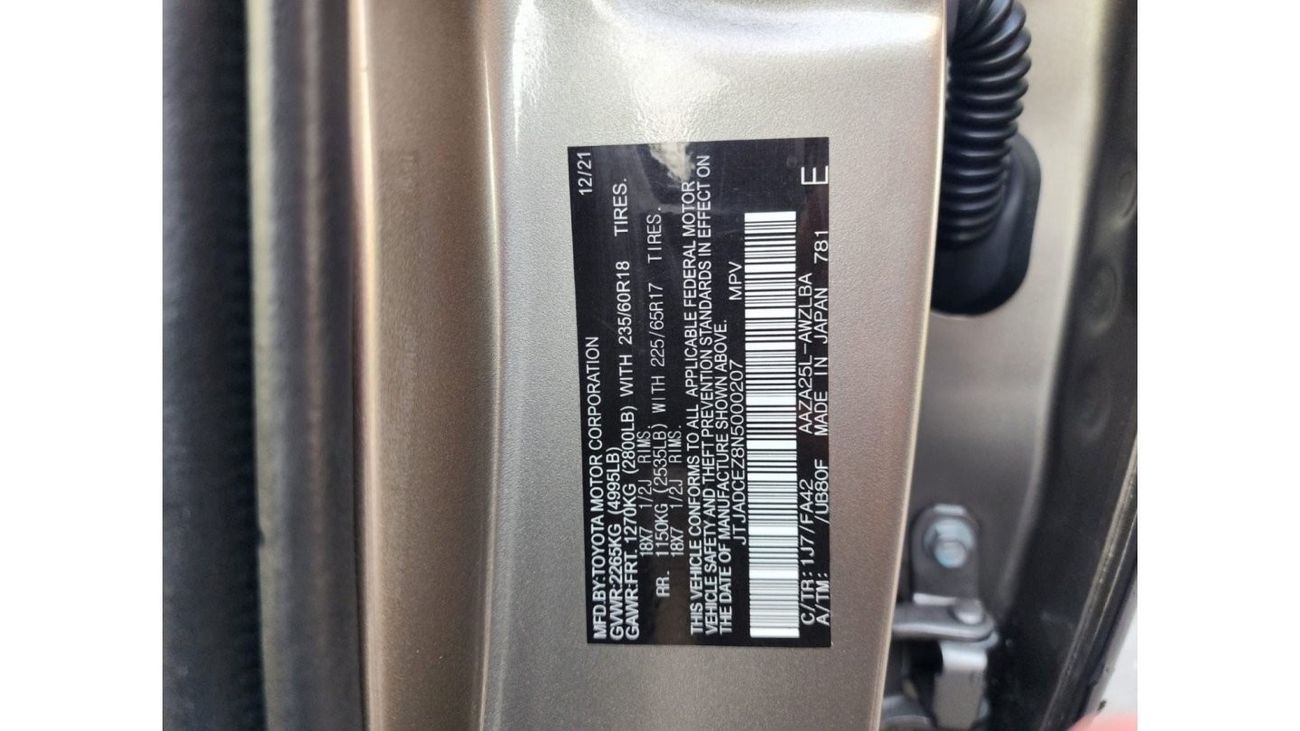 MFD.BY:TOYOTA MOTOR CORPORATION 12/21
GVWR:2265KG (4995LB)
GAWR:FRT. 1270KG (2800LB) WITH 235/60R18 TIRES.
18X7 1/2J RIMS.
RR. 1150KG (2535LB) WITH 225/65R17 TIRES.
18X7 1/2J RIMS.
THIS VEHICLE CONFORMS TO ALL APPLICABLE FEDERAL MOTOR
VEHICLE SAFETY AND THEFT PREVENTION STANDARDS IN EFFECT ON
THE DATE OF MANUFACTURE SHOWN ABOVE.
JTJADCEZ8N5000207 MPV
C/TR: 1J7/FA42 AAZA25L-AWZLBA
A/TM: /UB80F MADE IN JAPAN 781 E